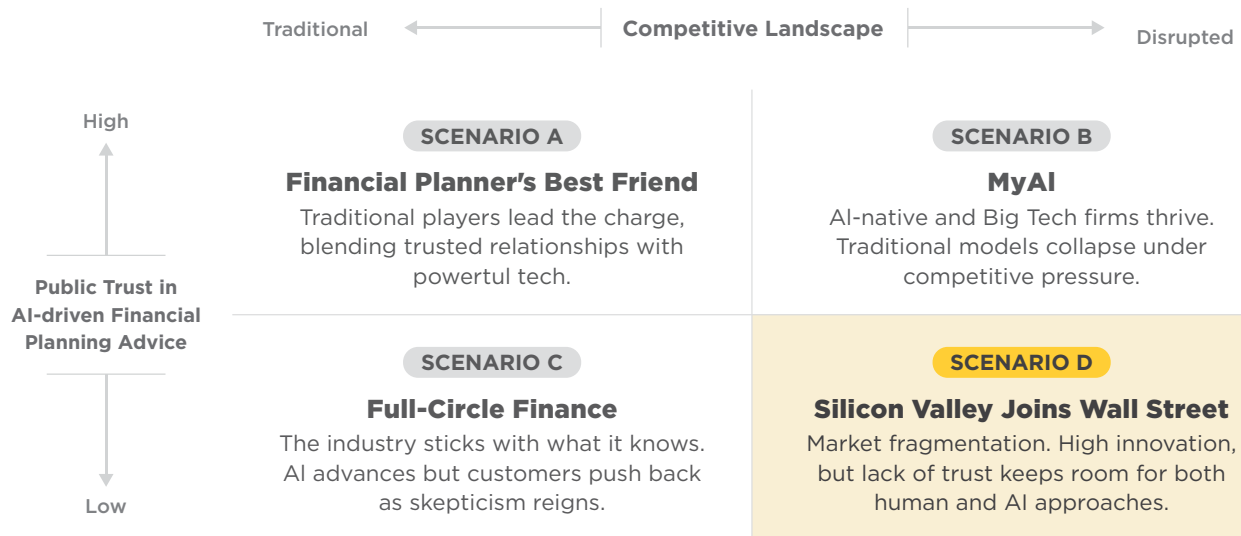 Traditional
Competitive Landscape
Disrupted
High
Public Trust in
AI-driven Financial
Planning Advice
Low
SCENARIO A
Financial Planner's Best Friend
Traditional players lead the charge,
blending trusted relationships with
powerful tech.
SCENARIO B
MyAI
AI-native and Big Tech firms thrive.
Traditional models collapse under
competitive pressure.
SCENARIO C
Full-Circle Finance
The industry sticks with what it knows.
AI advances but customers push back
as skepticism reigns.
SCENARIO D
Silicon Valley Joins Wall Street
Market fragmentation. High innovation,
but lack of trust keeps room for both
human and AI approaches.